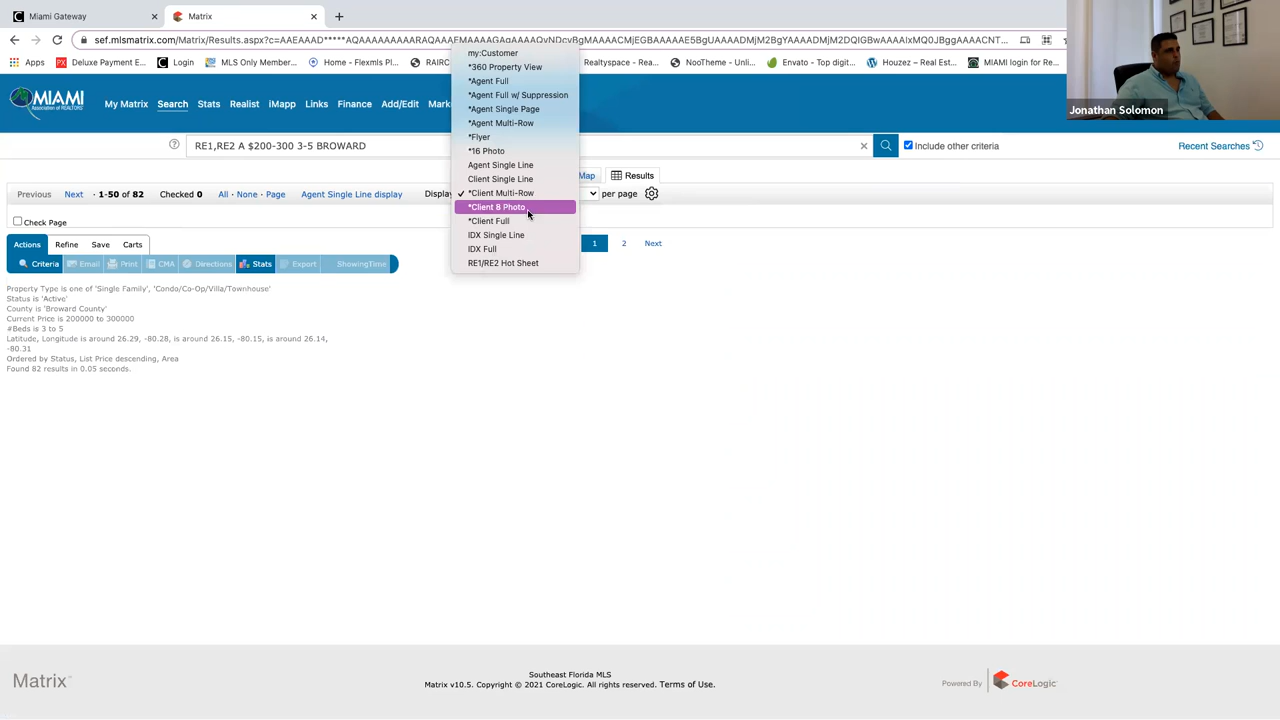 Miami Gateway
Matrix
sef.mlsmatrix.com/Matrix/Results.aspx?c=
Apps
Deluxe Payment E...
Login
MLS Only Member...
Home - Flexmls P...
RAIRC
Realtyspace - Rea...
NooTheme - Unli...
Envato - Top digit...
Houzez - Real Es...
MIAMI login for Re...
MIAMI
My Matrix
Search
Stats
Realist
iMapp
Links
Finance
Add/Edit
Mark
my:Customer
*360 Property View
*Agent Full
*Agent Full w/ Suppression
*Agent Single Page
*Agent Multi-Row
*Flyer
*16 Photo
Agent Single Line
Client Single Line
✓ *Client Multi-Row
*Client 8 Photo
*Client Full
IDX Single Line
IDX Full
RE1/RE2 Hot Sheet
Jonathan Solomon
RE1,RE2 A $200-300 3-5 BROWARD
Include other criteria
Recent Searches
Map
Results
Previous Next · 1-50 of 82 Checked 0 All · None · Page Agent Single Line display Display
per page
Check Page
Actions Refine Save Carts
1 2 Next
Criteria Email Print CMA Directions Stats Export ShowingTime
Property Type is one of 'Single Family', 'Condo/Co-Op/Villa/Townhouse'
Status is 'Active'
County is 'Broward County'
Current Price is 200000 to 300000
#Beds is 3 to 5
Latitude, Longitude is around 26.29, -80.28, is around 26.15, -80.15, is around 26.14,
-80.31
Ordered by Status, List Price descending, Area
Found 82 results in 0.05 seconds.
Matrix™
Southeast Florida MLS
Matrix v10.5. Copyright © 2021 CoreLogic. All rights reserved. Terms of Use.
Powered By
CoreLogic